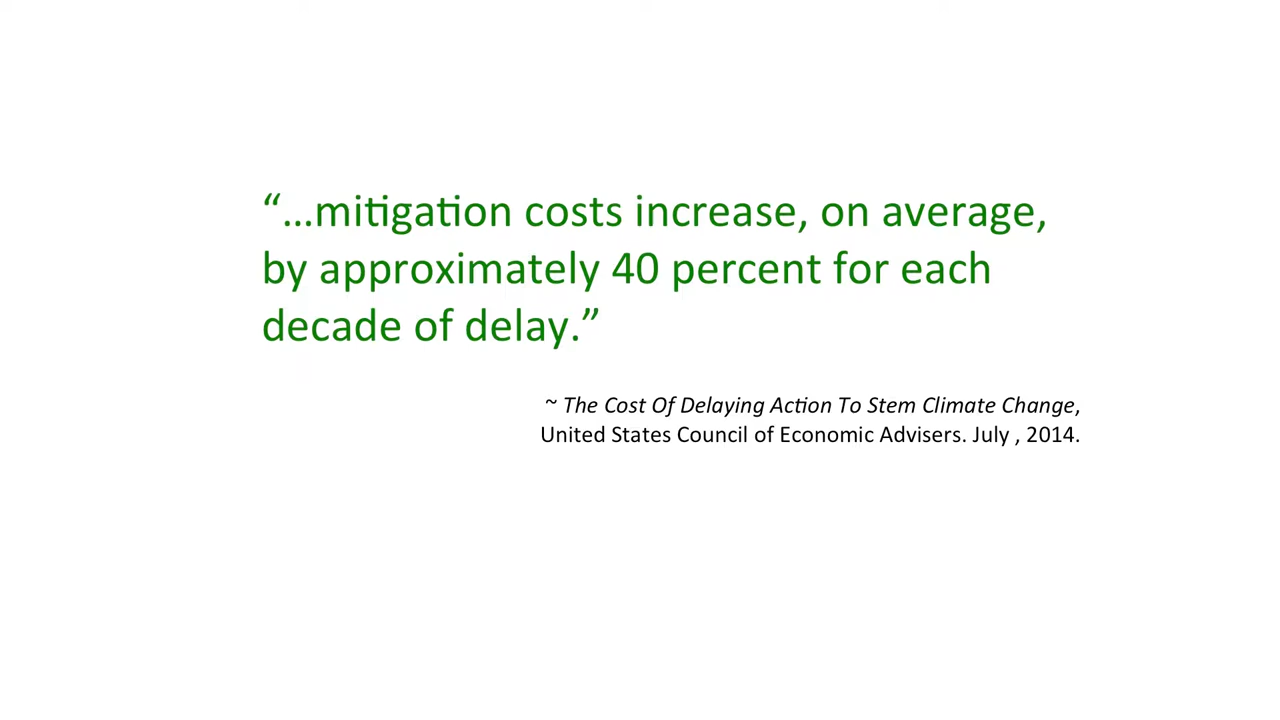 “…mitigation costs increase, on average,
by approximately 40 percent for each
decade of delay.”
~ The Cost Of Delaying Action To Stem Climate Change,
United States Council of Economic Advisers. July , 2014.